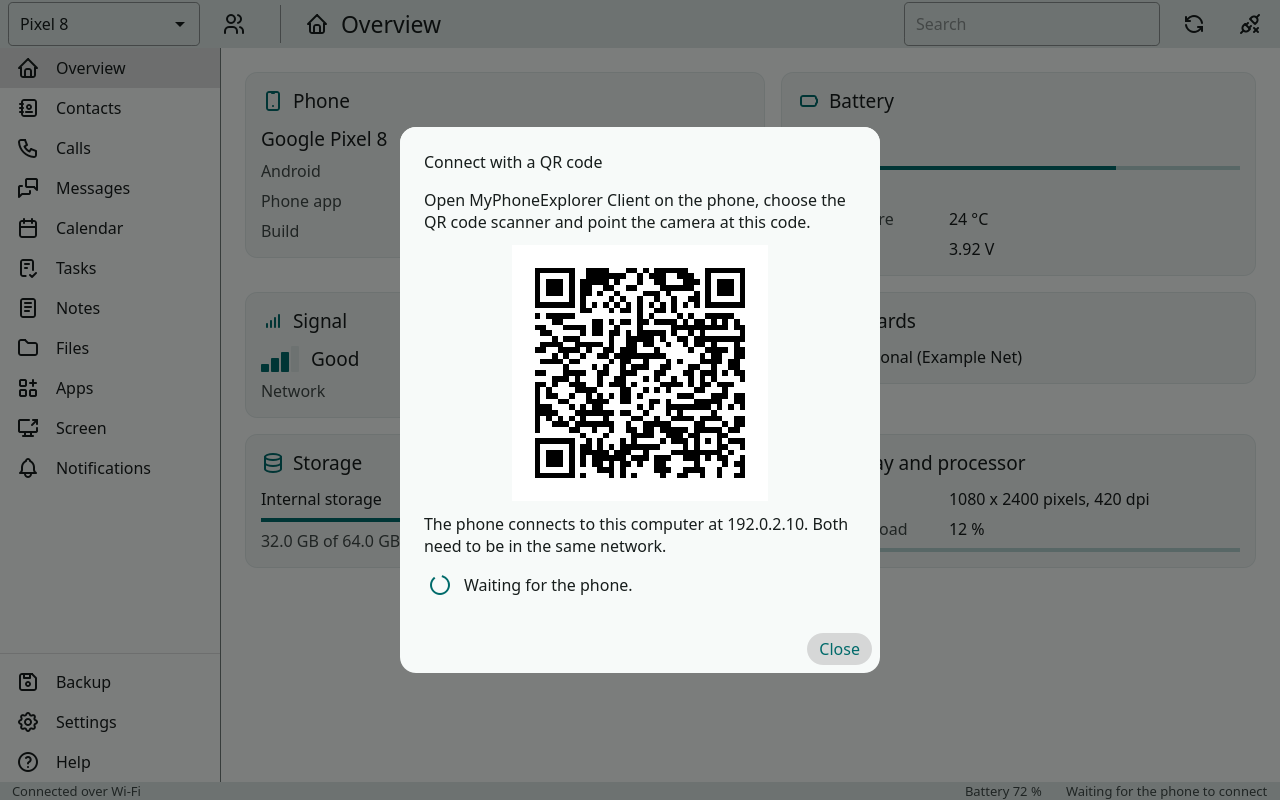 Pixel 8
Overview
Search
Overview
Contacts
Calls
Messages
Calendar
Tasks
Notes
Files
Apps
Screen
Notifications
Backup
Settings
Help
Phone
Google Pixel 8
Android
Phone app
Build
Battery
24 °C
3.92 V
Signal
Good
Network
onal (Example Net)
Storage
Internal storage
32.0 GB of 64.0 GB
ay and processor
1080 x 2400 pixels, 420 dpi
oad
12 %
Connect with a QR code
Open MyPhoneExplorer Client on the phone, choose the
QR code scanner and point the camera at this code.
The phone connects to this computer at 192.0.2.10. Both
need to be in the same network.
Waiting for the phone.
Close
Connected over Wi-Fi
Battery 72 %
Waiting for the phone to connect